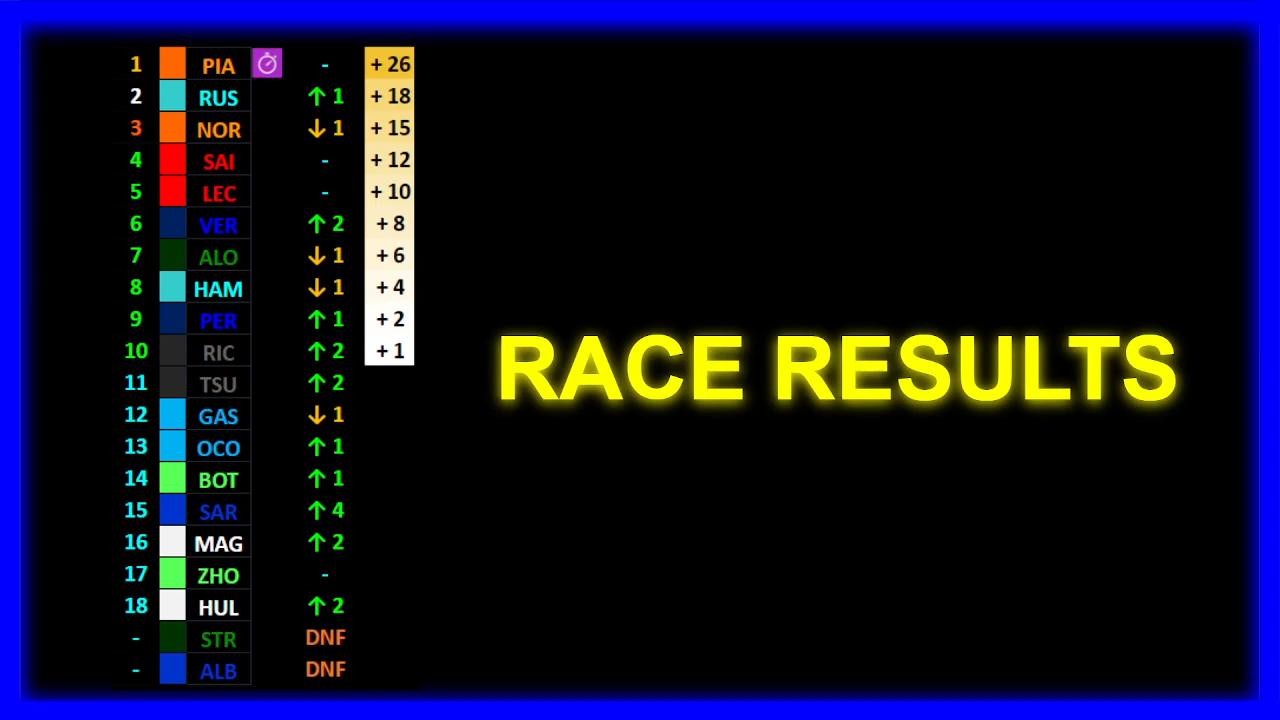 1 PIA - + 26
2 RUS ↑ 1 + 18
3 NOR ↓ 1 + 15
4 SAI - + 12
5 LEC - + 10
6 VER ↑ 2 + 8
7 ALO ↓ 1 + 6
8 HAM ↓ 1 + 4
9 PER ↑ 1 + 2
10 RIC ↑ 2 + 1
11 TSU ↑ 2
12 GAS ↓ 1
13 OCO ↑ 1
14 BOT ↑ 1
15 SAR ↑ 4
16 MAG ↑ 2
17 ZHO -
18 HUL ↑ 2
- STR DNF
- ALB DNF
RACE RESULTS